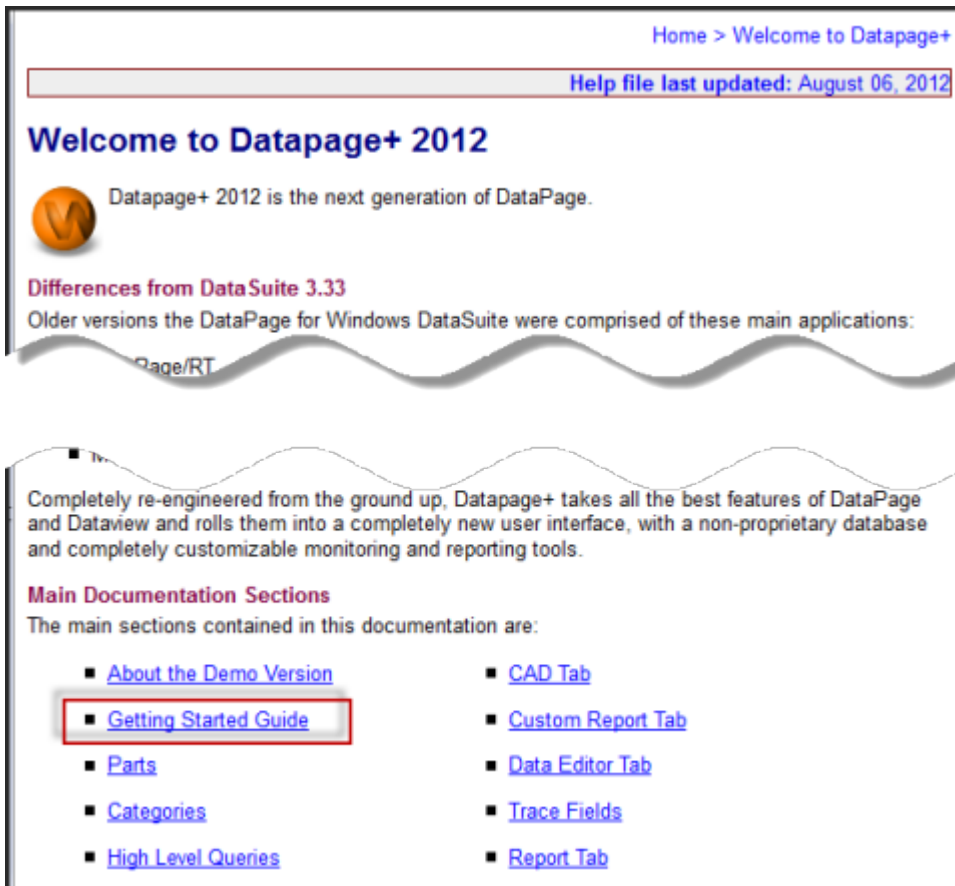 Home > Welcome to Datapage+
Help file last updated: August 06, 2012
Welcome to Datapage+ 2012
Datapage+ 2012 is the next generation of DataPage.
Differences from DataSuite 3.33
Older versions the DataPage for Windows DataSuite were comprised of these main applications:
Page/RT
Completely re-engineered from the ground up, Datapage+ takes all the best features of DataPage
and Dataview and rolls them into a completely new user interface, with a non-proprietary database
and completely customizable monitoring and reporting tools.
Main Documentation Sections
The main sections contained in this documentation are:
■ About the Demo Version
■ Getting Started Guide
■ Parts
■ Categories
■ High Level Queries
■ CAD Tab
■ Custom Report Tab
■ Data Editor Tab
■ Trace Fields
■ Report Tab